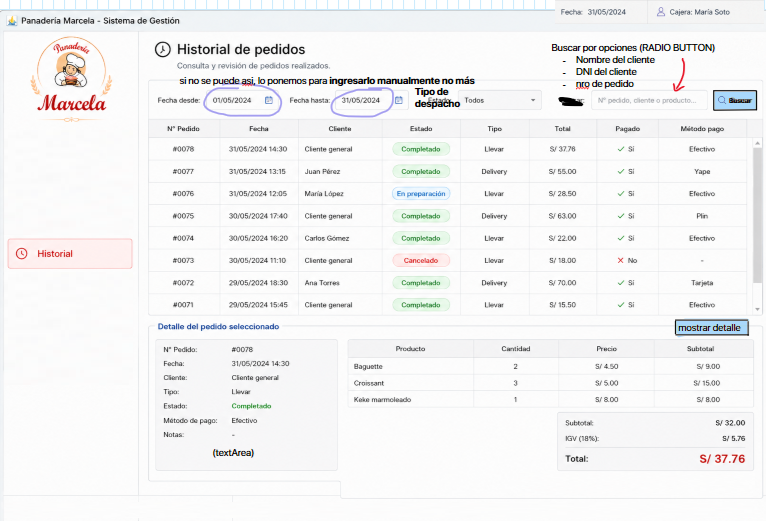 Fecha: 31/05/2024 Cajera: María Soto
Panadería Marcela - Sistema de Gestión
Panadería
Marcela
Historial de pedidos
Consulta y revisión de pedidos realizados.
Buscar por opciones (RADIO BUTTON)
- Nombre del cliente
- DNI del cliente
- nro de pedido
si no se puede asi, lo ponemos para ingresarlo manualmente no más
Fecha desde: 01/05/2024 Fecha hasta: 31/05/2024 Tipo de despacho Todos N° pedido, cliente o producto... Buscar
N° Pedido Fecha Cliente Estado Tipo Total Pagado Método pago
#0078 31/05/2024 14:30 Cliente general Completado Llevar S/ 37.76 ✓ Sí Efectivo
#0077 31/05/2024 13:15 Juan Pérez Completado Delivery S/ 55.00 ✓ Sí Yape
#0076 31/05/2024 12:05 María López En preparación Llevar S/ 28.50 ✓ Sí Efectivo
#0075 30/05/2024 17:40 Cliente general Completado Delivery S/ 63.00 ✓ Sí Plin
#0074 30/05/2024 16:20 Carlos Gómez Completado Llevar S/ 22.00 ✓ Sí Efectivo
#0073 30/05/2024 11:10 Cliente general Cancelado Llevar S/ 18.00 ✗ No -
#0072 29/05/2024 18:30 Ana Torres Completado Delivery S/ 70.00 ✓ Sí Tarjeta
#0071 29/05/2024 15:45 Cliente general Completado Llevar S/ 15.50 ✓ Sí Efectivo
Historial
Detalle del pedido seleccionado
mostrar detalle
N° Pedido: #0078
Fecha: 31/05/2024 14:30
Cliente: Cliente general
Tipo: Llevar
Estado: Completado
Método de pago: Efectivo
Notas: -
(textArea)
Producto Cantidad Precio Subtotal
Baguette 2 S/ 4.50 S/ 9.00
Croissant 3 S/ 5.00 S/ 15.00
Keke marmoleado 1 S/ 8.00 S/ 8.00
Subtotal: S/ 32.00
IGV (18%): S/ 5.76
Total: S/ 37.76